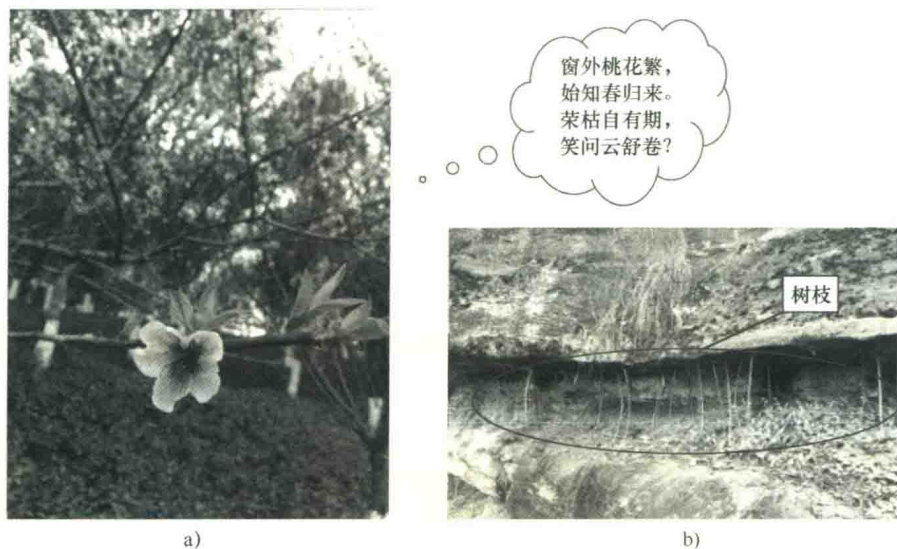 窗外桃花繁，
始知春归来。
荣枯自有期，
笑问云舒卷？
树枝
a)
b)